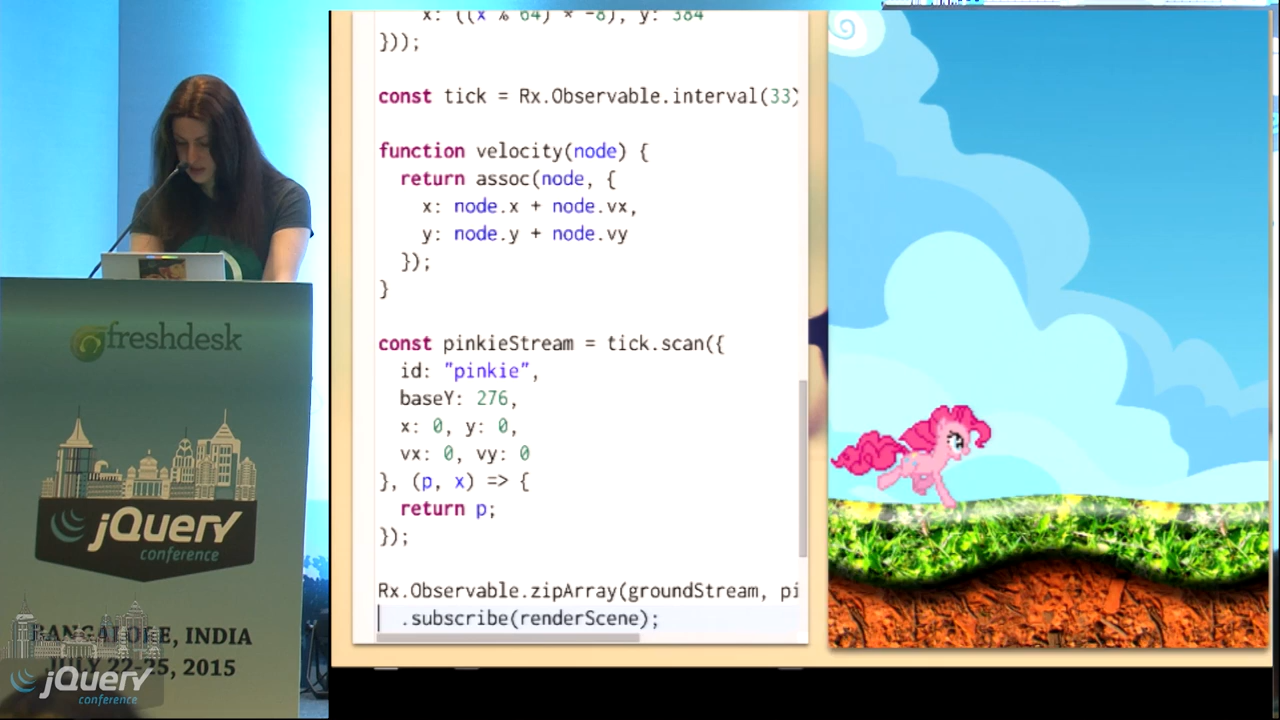 x: ((x % 64) * -8), y: 384
}));
const tick = Rx.Observable.interval(33)
function velocity(node) {
return assoc(node, {
x: node.x + node.vx,
y: node.y + node.vy
});
}
const pinkieStream = tick.scan({
id: "pinkie",
baseY: 276,
x: 0, y: 0,
vx: 0, vy: 0
}, (p, x) => {
return p;
});
Rx.Observable.zipArray(groundStream, pi
.subscribe(renderScene);
freshdesk
jQuery
conference
BANGALORE, INDIA
JULY 22-25, 2015
jQuery
conference